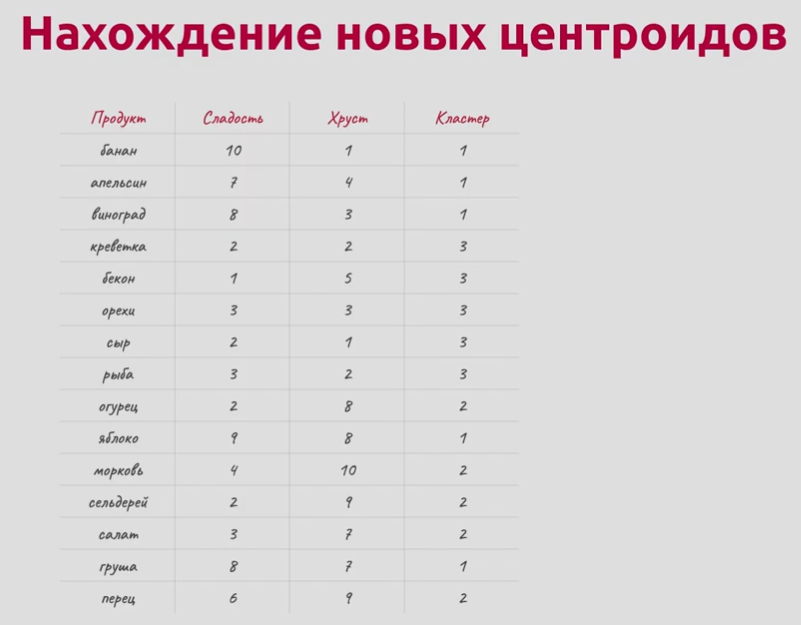 Нахождение новых центроидов
Продукт Сладость Хруст Кластер
банан 10 1 1
апельсин 7 4 1
виноград 8 3 1
креветка 2 2 3
бекон 1 5 3
орехи 3 3 3
сыр 2 1 3
рыба 3 2 3
огурец 2 8 2
яблоко 9 8 1
морковь 4 10 2
сельдерей 2 9 2
салат 3 7 2
груша 8 7 1
перец 6 9 2